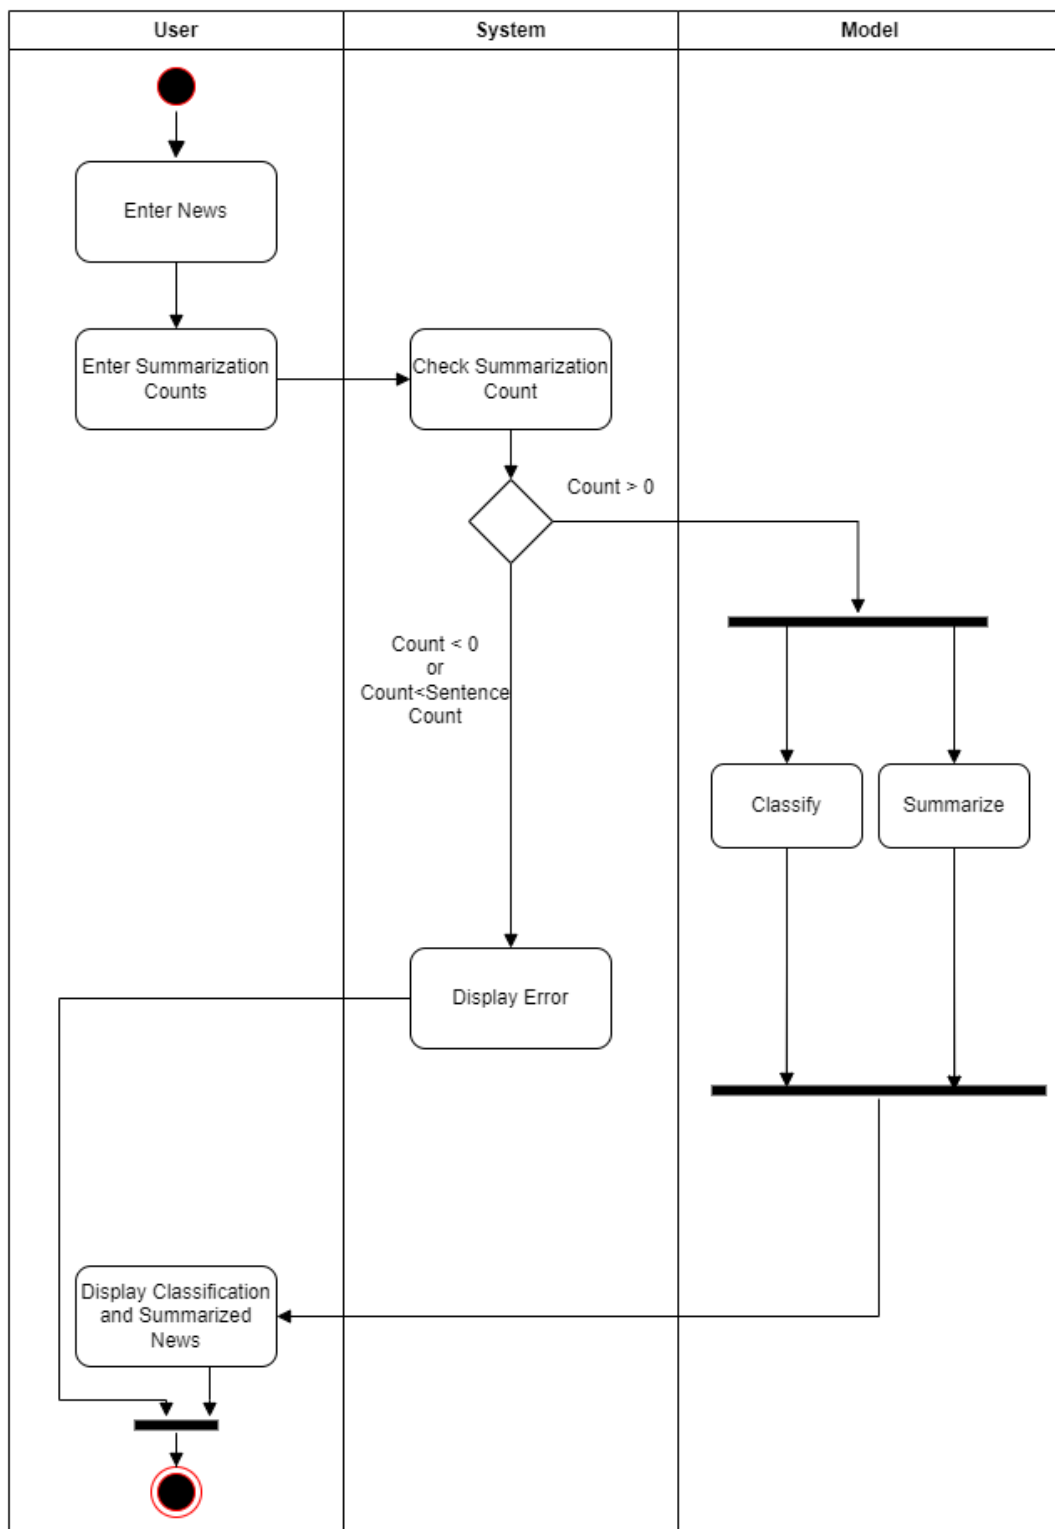 User
System
Model
Enter News
Enter Summarization
Counts
Check Summarization
Count
Count > 0
Count < 0
or
Count<Sentence
Count
Classify
Summarize
Display Error
Display Classification
and Summarized
News